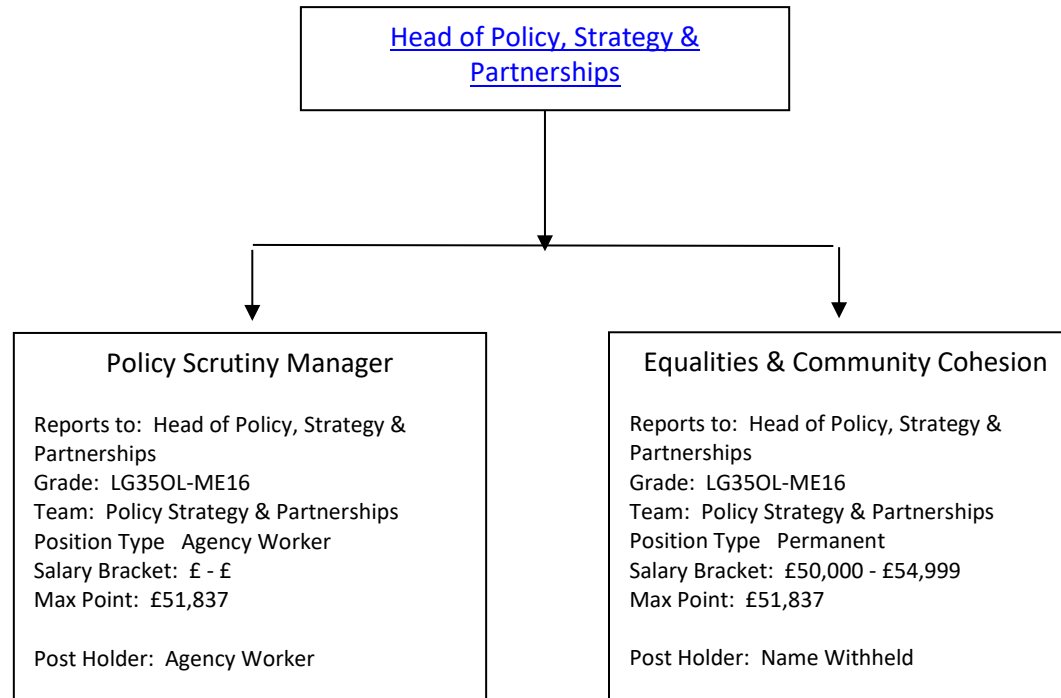 Head of Policy, Strategy &
Partnerships
Policy Scrutiny Manager
Reports to: Head of Policy, Strategy &
Partnerships
Grade: LG35OL-ME16
Team: Policy Strategy & Partnerships
Position Type Agency Worker
Salary Bracket: £ - £
Max Point: £51,837
Post Holder: Agency Worker
Equalities & Community Cohesion
Reports to: Head of Policy, Strategy &
Partnerships
Grade: LG35OL-ME16
Team: Policy Strategy & Partnerships
Position Type Permanent
Salary Bracket: £50,000 - £54,999
Max Point: £51,837
Post Holder: Name Withheld